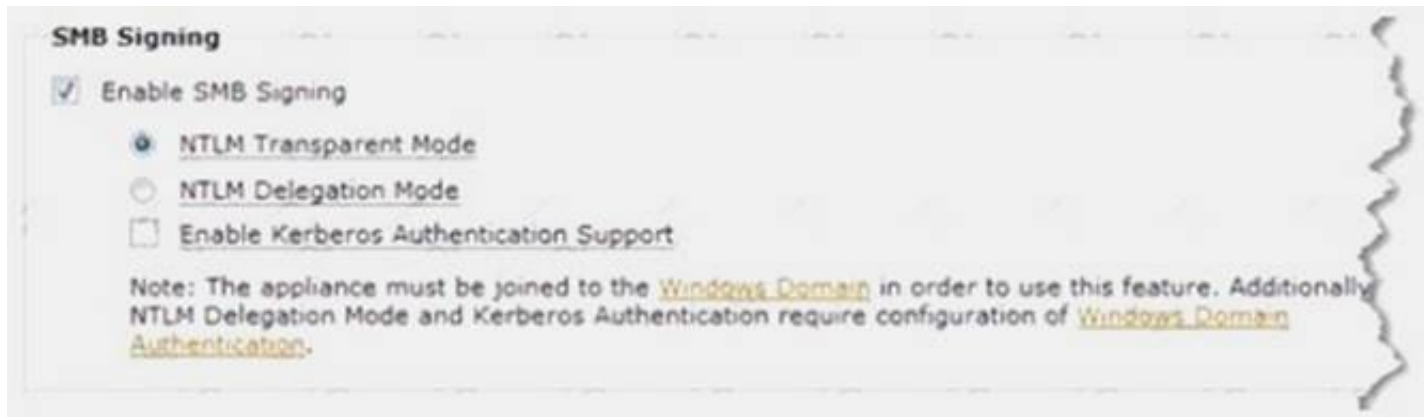 SMB Signing
Enable SMB Signing
NTLM Transparent Mode
NTLM Delegation Mode
Enable Kerberos Authentication Support
Note: The appliance must be joined to the Windows Domain in order to use this feature. Additionally
NTLM Delegation Mode and Kerberos Authentication require configuration of Windows Domain
Authentication.